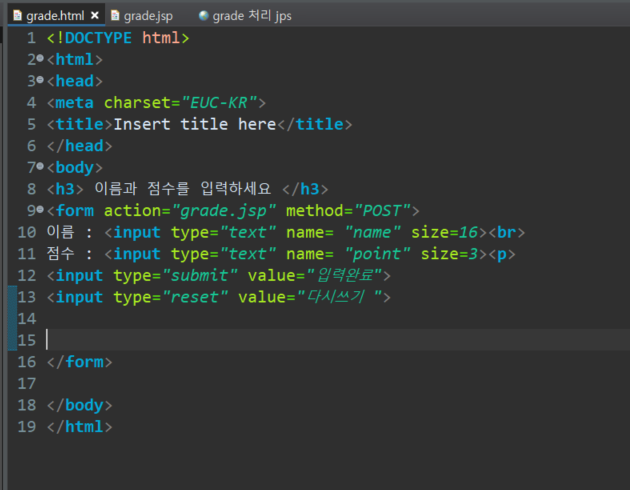 grade.html × grade.jsp grade 처리 jps
1 <!DOCTYPE html>
2 <html>
3 <head>
4 <meta charset="EUC-KR">
5 <title>Insert title here</title>
6 </head>
7 <body>
8 <h3> 이름과 점수를 입력하세요 </h3>
9 <form action="grade.jsp" method="POST">
10 이름 : <input type="text" name= "name" size=16><br>
11 점수 : <input type="text" name= "point" size=3><p>
12 <input type="submit" value="입력완료">
13 <input type="reset" value="다시쓰기 ">
14
15
16 </form>
17
18 </body>
19 </html>